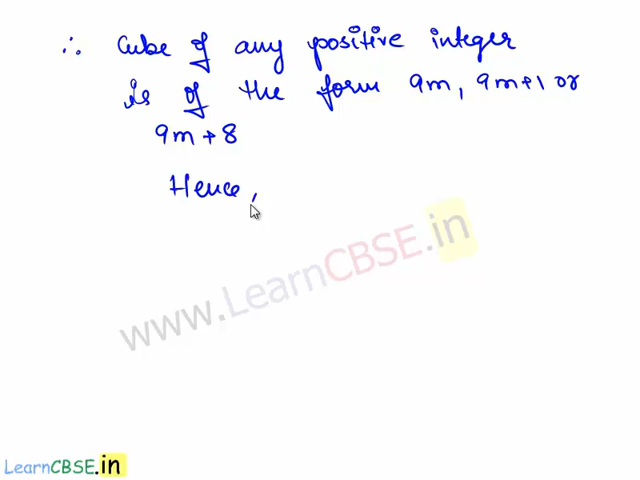 ∴ Cube of any positive integer
is of the form 9m, 9m+1 or
9m+8
Hence,
www.LearnCBSE.in
LearnCBSE.in